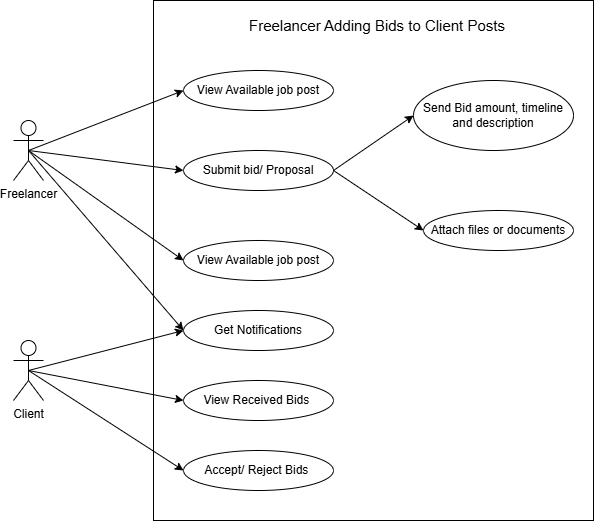 Freelancer Adding Bids to Client Posts
View Available job post
Send Bid amount, timeline
and description
Submit bid/ Proposal
Freelancer
Attach files or documents
View Available job post
Get Notifications
Client
View Received Bids
Accept/ Reject Bids